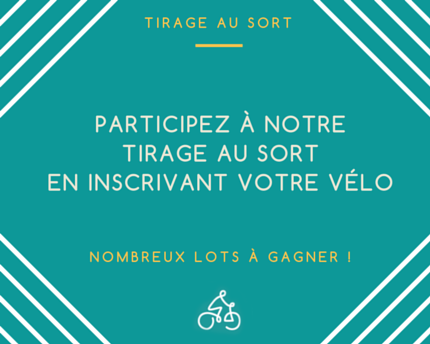 TIRAGE AU SORT
PARTICIPEZ À NOTRE
TIRAGE AU SORT
EN INSCRIVANT VOTRE VÉLO
NOMBREUX LOTS À GAGNER !